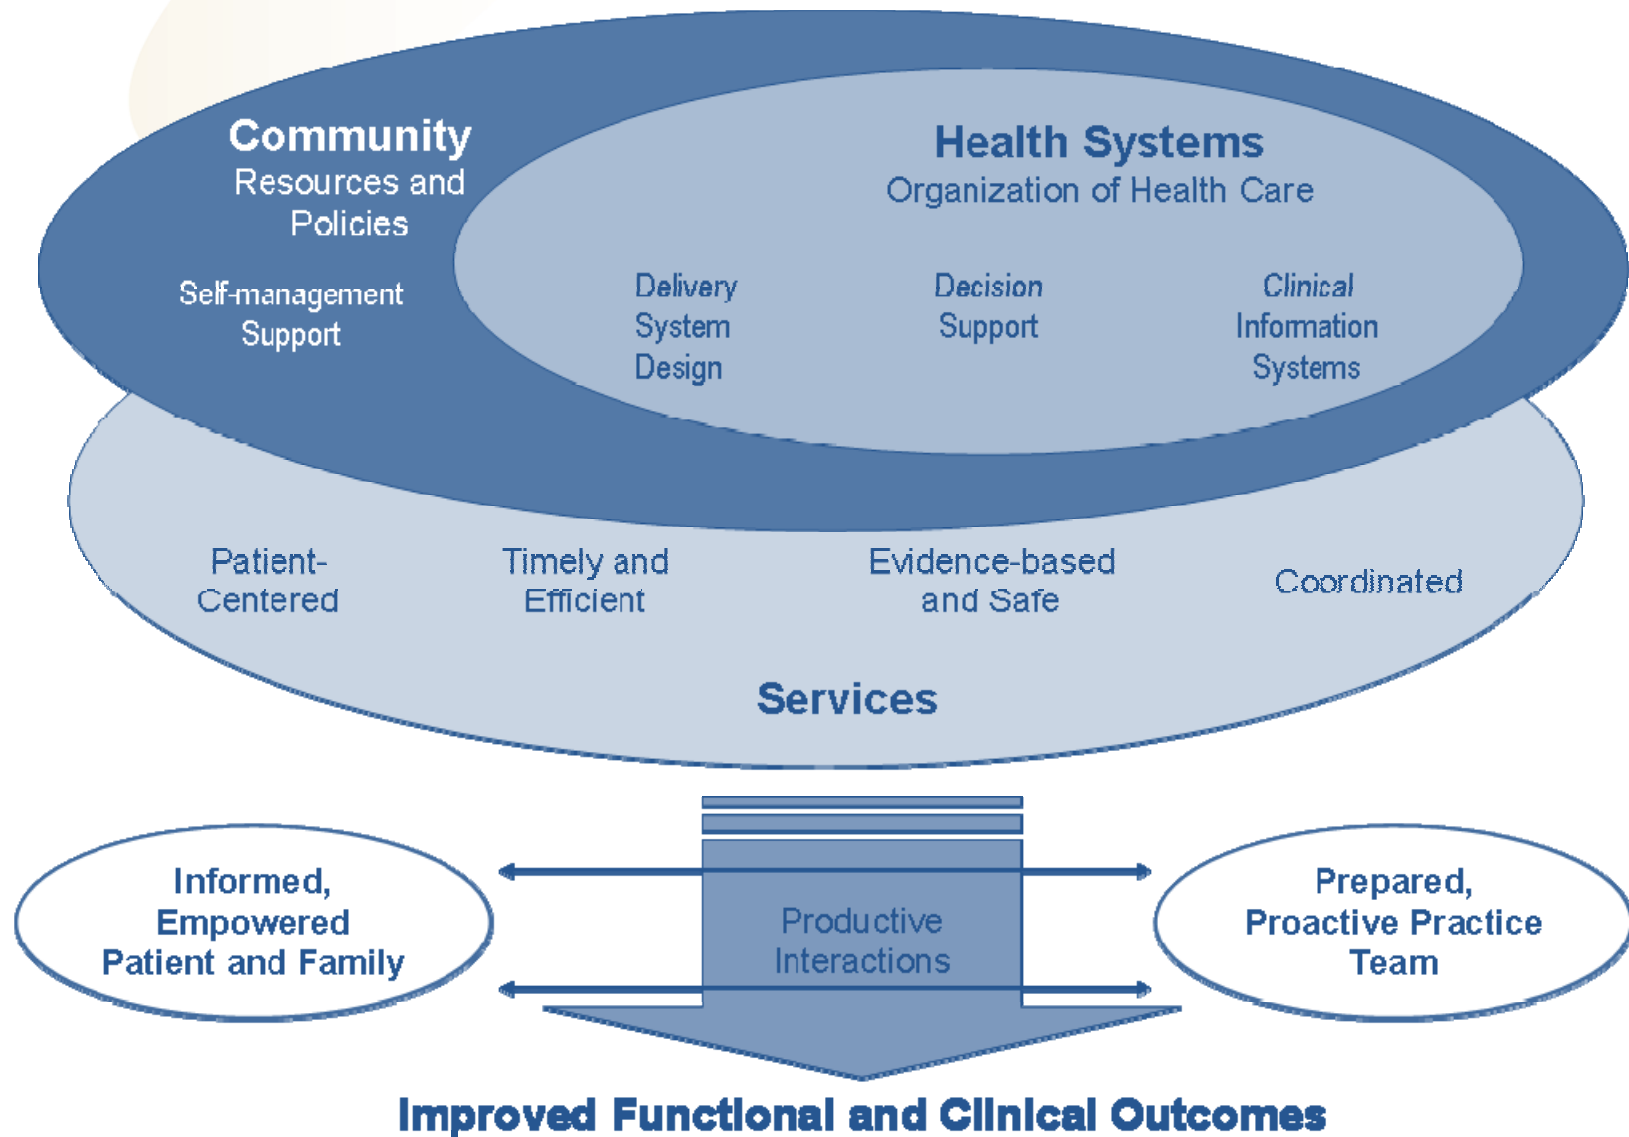 Community
Resources and
Policies
Self-management
Support
Health Systems
Organization of Health Care
Delivery
System
Design
Decision
Support
Clinical
Information
Systems
Patient-
Centered
Timely and
Efficient
Evidence-based
and Safe
Coordinated
Services
Informed,
Empowered
Patient and Family
Productive
Interactions
Prepared,
Proactive Practice
Team
Improved Functional and Clinical Outcomes